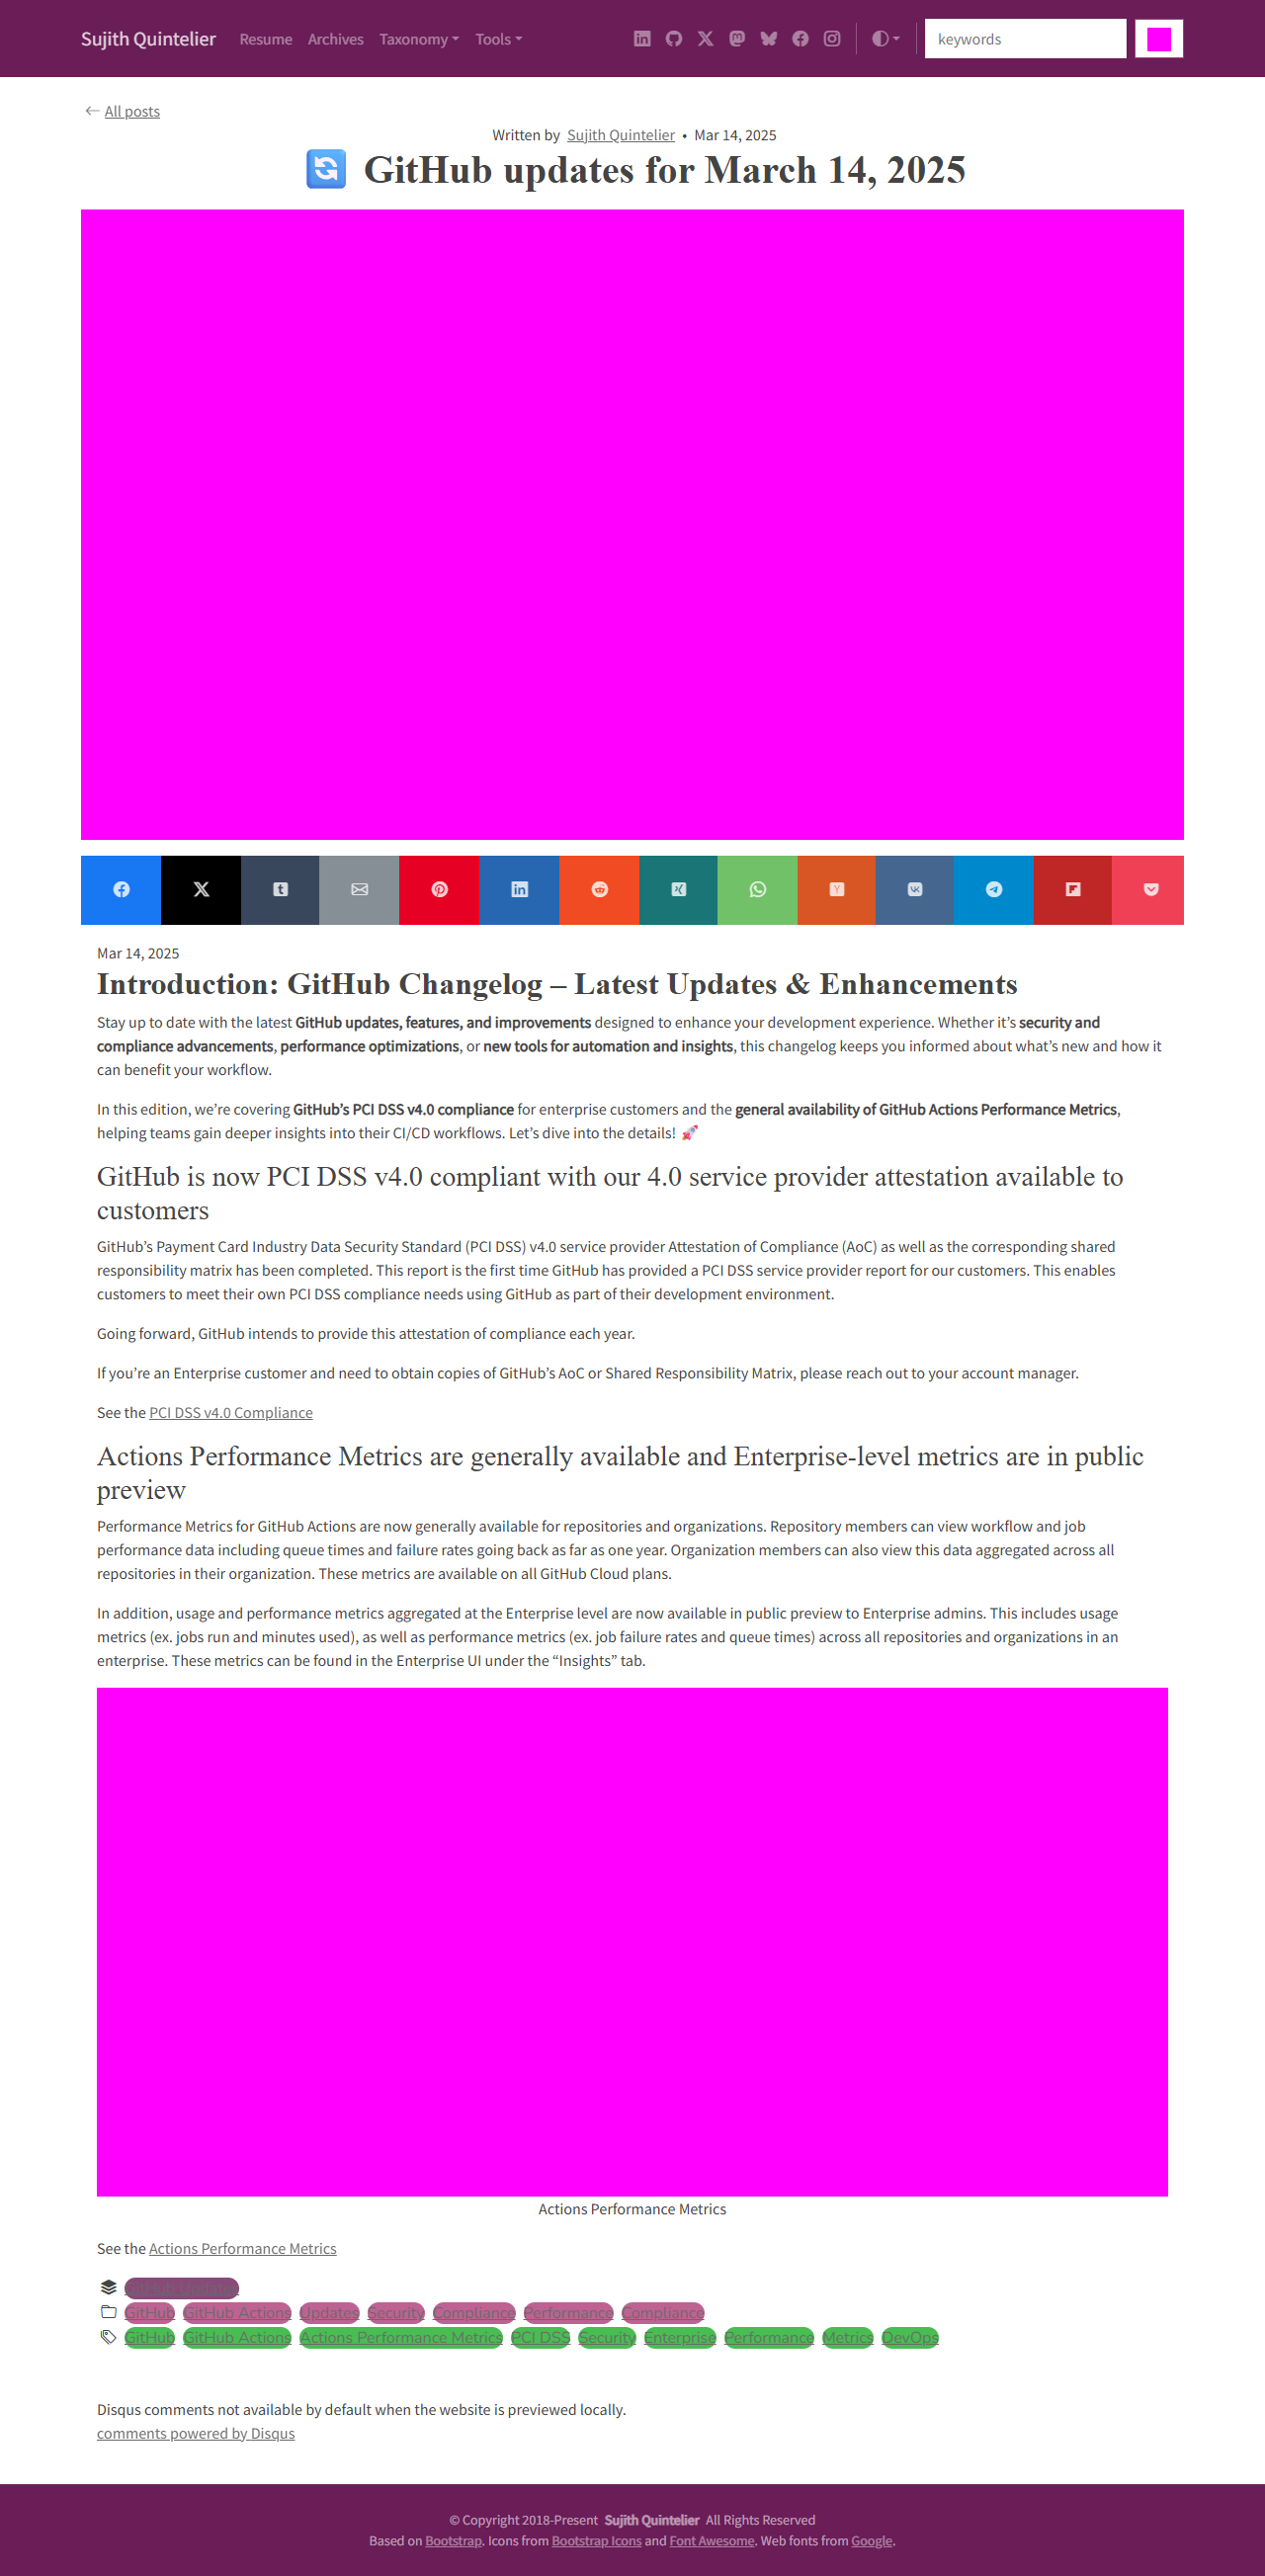 Sujith Quintelier Resume Archives Taxonomy Tools keywords
All posts
Written by Sujith Quintelier • Mar 14, 2025
🔄 GitHub updates for March 14, 2025
Mar 14, 2025
Introduction: GitHub Changelog – Latest Updates & Enhancements
Stay up to date with the latest GitHub updates, features, and improvements designed to enhance your development experience. Whether it’s security and
compliance advancements, performance optimizations, or new tools for automation and insights, this changelog keeps you informed about what’s new and how it
can benefit your workflow.
In this edition, we’re covering GitHub’s PCI DSS v4.0 compliance for enterprise customers and the general availability of GitHub Actions Performance Metrics,
helping teams gain deeper insights into their CI/CD workflows. Let’s dive into the details! 🚀
GitHub is now PCI DSS v4.0 compliant with our 4.0 service provider attestation available to
customers
GitHub’s Payment Card Industry Data Security Standard (PCI DSS) v4.0 service provider Attestation of Compliance (AoC) as well as the corresponding shared
responsibility matrix has been completed. This report is the first time GitHub has provided a PCI DSS service provider report for our customers. This enables
customers to meet their own PCI DSS compliance needs using GitHub as part of their development environment.
Going forward, GitHub intends to provide this attestation of compliance each year.
If you’re an Enterprise customer and need to obtain copies of GitHub’s AoC or Shared Responsibility Matrix, please reach out to your account manager.
See the PCI DSS v4.0 Compliance
Actions Performance Metrics are generally available and Enterprise-level metrics are in public
preview
Performance Metrics for GitHub Actions are now generally available for repositories and organizations. Repository members can view workflow and job
performance data including queue times and failure rates going back as far as one year. Organization members can also view this data aggregated across all
repositories in their organization. These metrics are available on all GitHub Cloud plans.
In addition, usage and performance metrics aggregated at the Enterprise level are now available in public preview to Enterprise admins. This includes usage
metrics (ex. jobs run and minutes used), as well as performance metrics (ex. job failure rates and queue times) across all repositories and organizations in an
enterprise. These metrics can be found in the Enterprise UI under the “Insights” tab.
Actions Performance Metrics
See the Actions Performance Metrics
GitHub Updates
GitHub GitHub Actions Updates Security Compliance Performance Compliance
GitHub GitHub Actions Actions Performance Metrics PCI DSS Security Enterprise Performance Metrics DevOps
Disqus comments not available by default when the website is previewed locally.
comments powered by Disqus
© Copyright 2018-Present Sujith Quintelier All Rights Reserved
Based on Bootstrap. Icons from Bootstrap Icons and Font Awesome. Web fonts from Google.